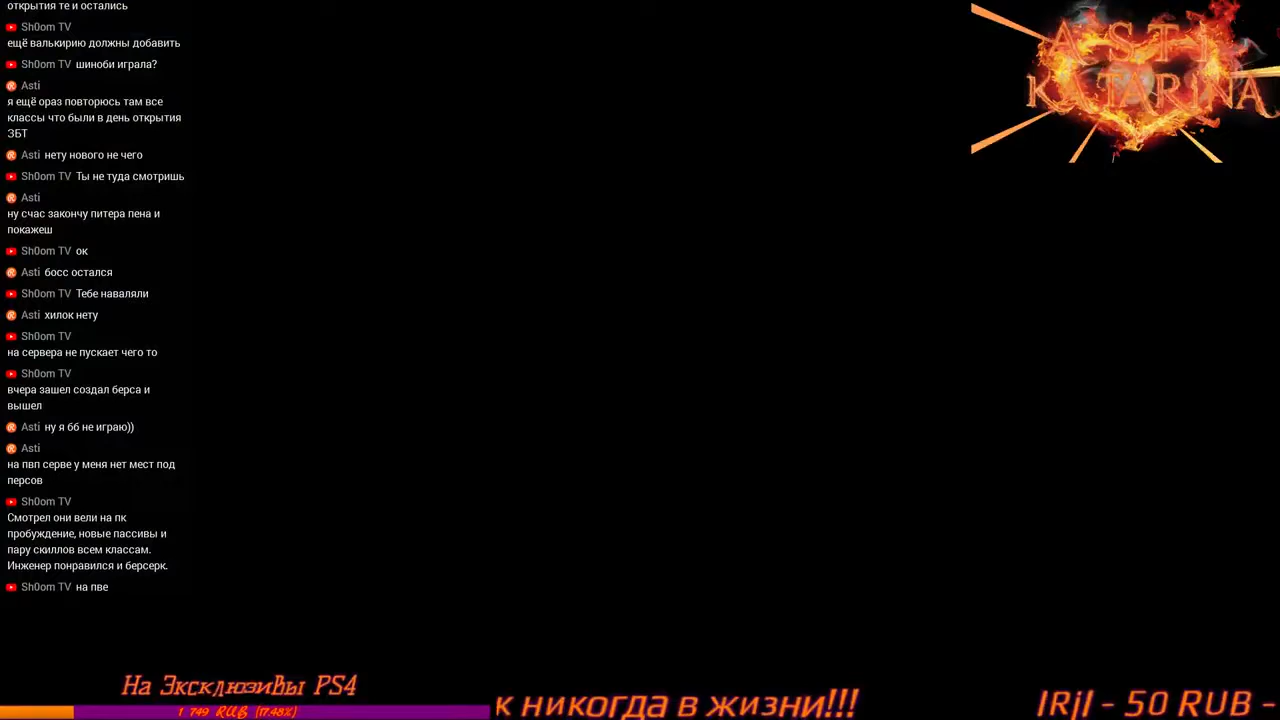 открытия те и остались
Sh0om TV
ещё валькирию должны добавить
Sh0om TV шиноби играла?
Asti
я ещё ораз повторюсь там все
классы что были в день открытия
ЗБТ
Asti нету нового не чего
Sh0om TV Ты не туда смотришь
Asti
ну счас закончу питера пена и
покажеш
Sh0om TV ок
Asti босс остался
Sh0om TV Тебе наваляли
Asti хилок нету
Sh0om TV
на сервера не пускает чего то
Sh0om TV
вчера зашел создал берса и
вышел
Asti ну я бб не играю))
Asti
на пвп серве у меня нет мест под
персов
Sh0om TV
Смотрел они вели на пк
пробуждение, новые пассивы и
пару скиллов всем классам.
Инженер понравился и берсерк.
Sh0om TV на пве
ASTI
KATARINA
На Эксклюзивы PS4
1 749 RUB (17.48%)
к никогда в жизни!!!
IRjI - 50 RUB -